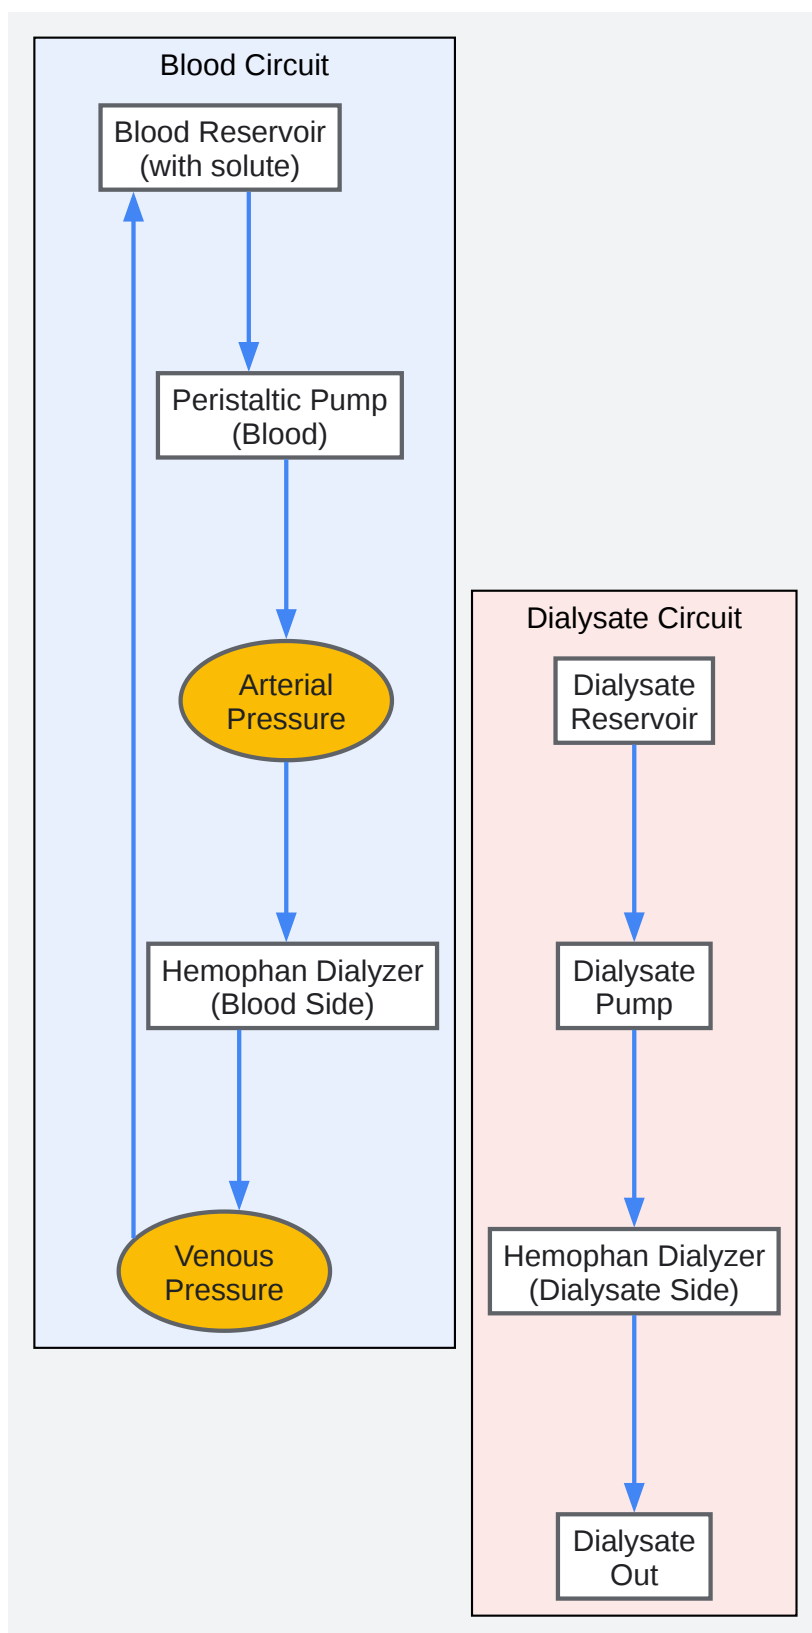 Blood Circuit
Blood Reservoir
(with solute)
Peristaltic Pump
(Blood)
Arterial
Pressure
Hemophan Dialyzer
(Blood Side)
Venous
Pressure
Dialysate Circuit
Dialysate
Reservoir
Dialysate
Pump
Hemophan Dialyzer
(Dialysate Side)
Dialysate
Out